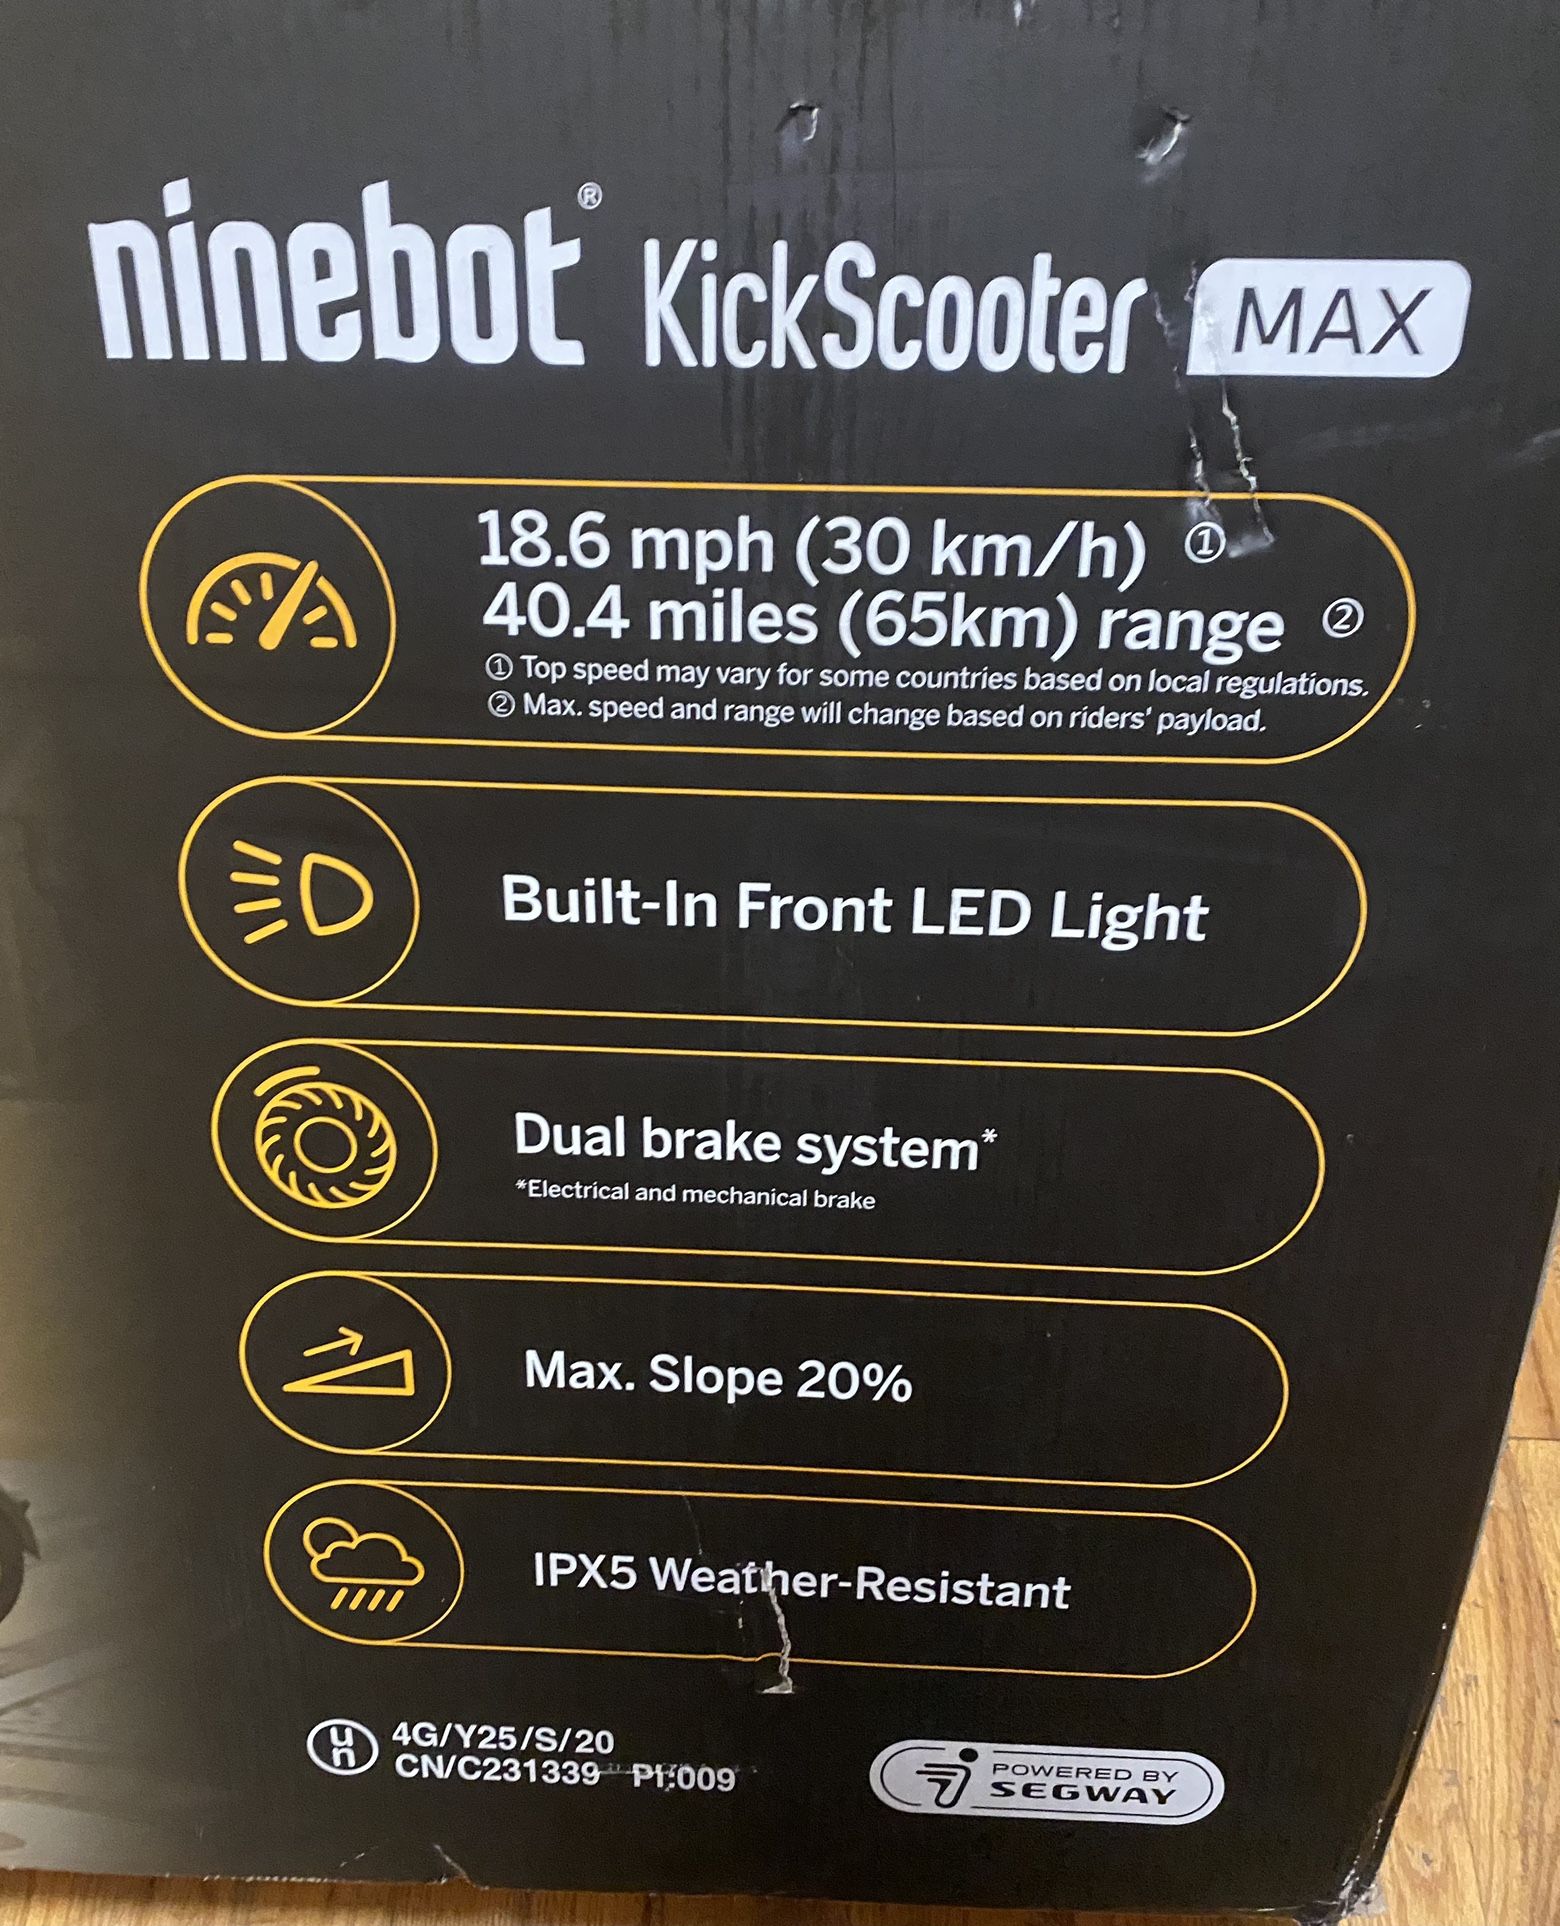 ninebot® KickScooter MAX
18.6 mph (30 km/h) ①
40.4 miles (65km) range ②
① Top speed may vary for some countries based on local regulations.
② Max. speed and range will change based on riders' payload.
Built-In Front LED Light
Dual brake system*
*Electrical and mechanical brake
Max. Slope 20%
IPX5 Weather-Resistant
un 4G/Y25/S/20
CN/C231339 PI:009
POWERED BY
SEGWAY